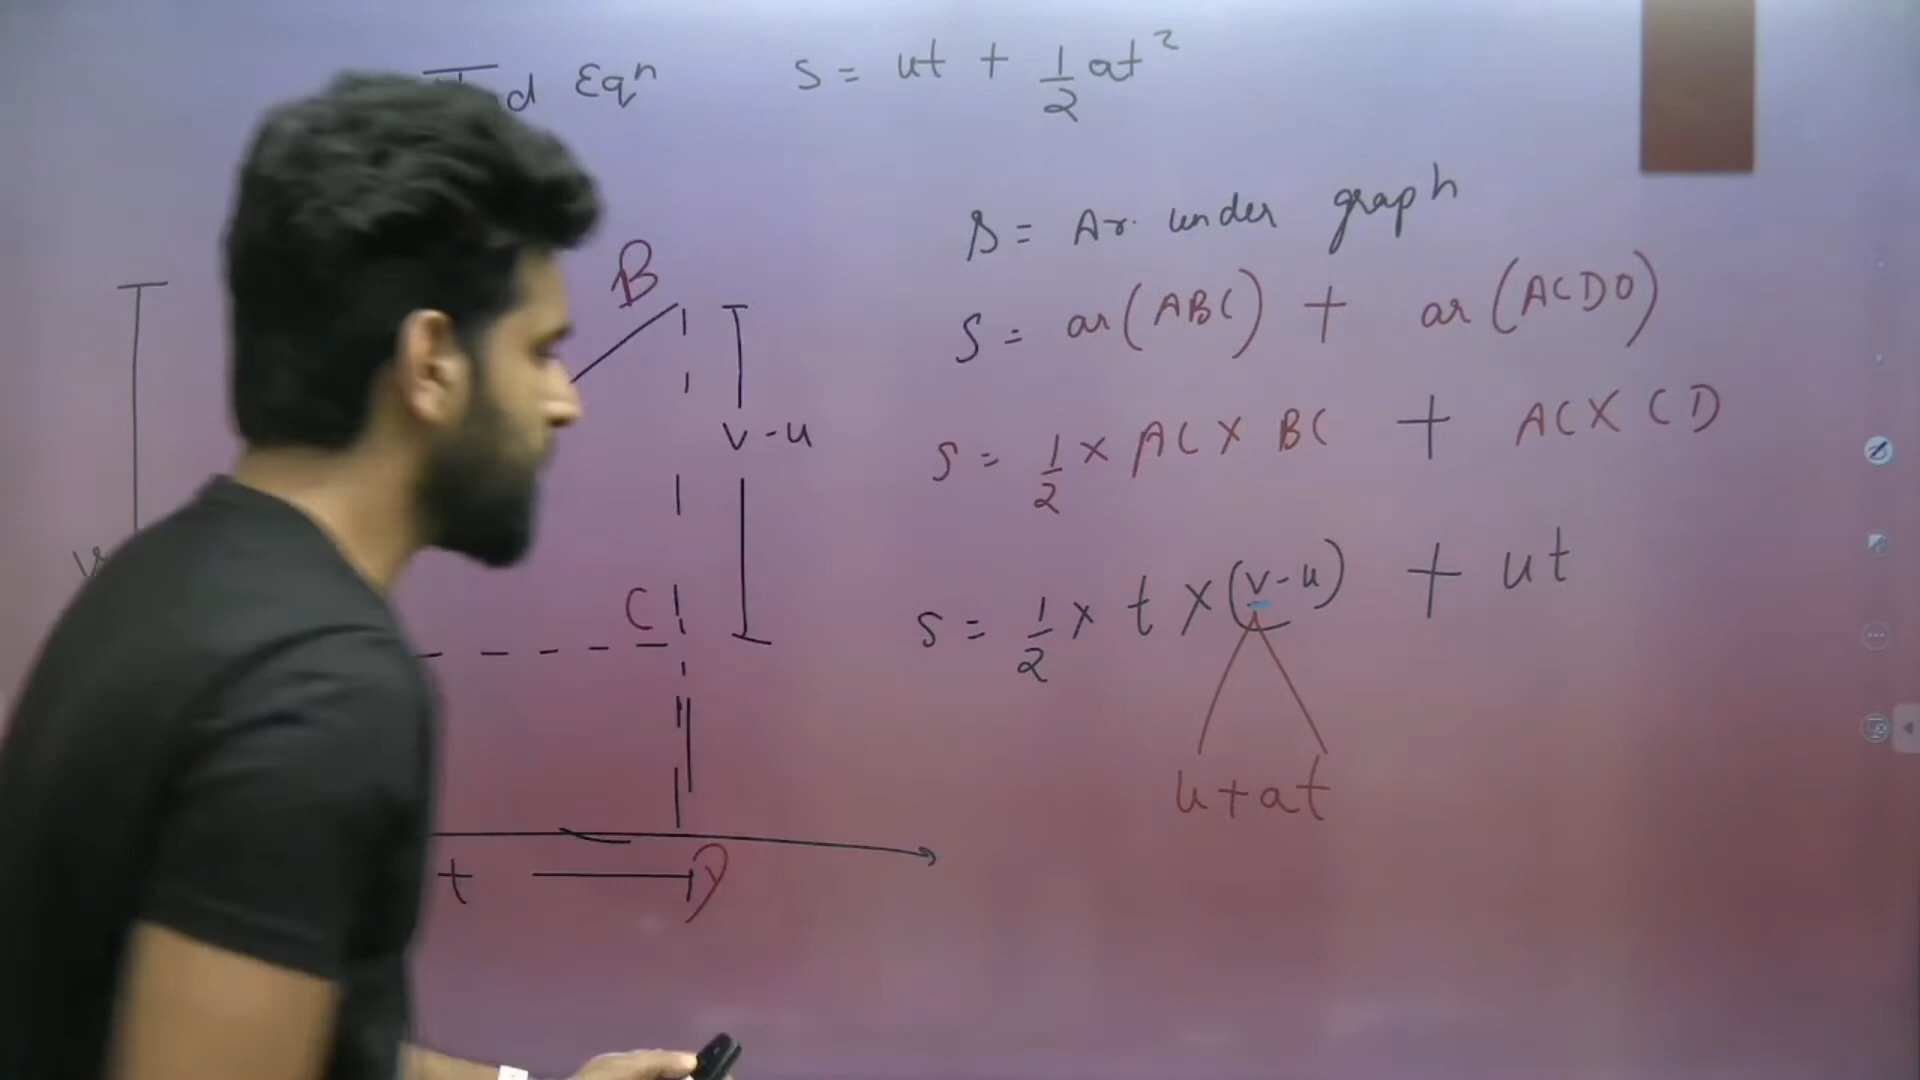 d Eqⁿ s = ut + 1/2 at²
S = Ar. under graph
S = ar (ABC) + ar (ACDO)
S = 1/2 × AC × BC + AC × CD
S = 1/2 × t × (v-u) + ut
u+at
B
v-u
C
t
D